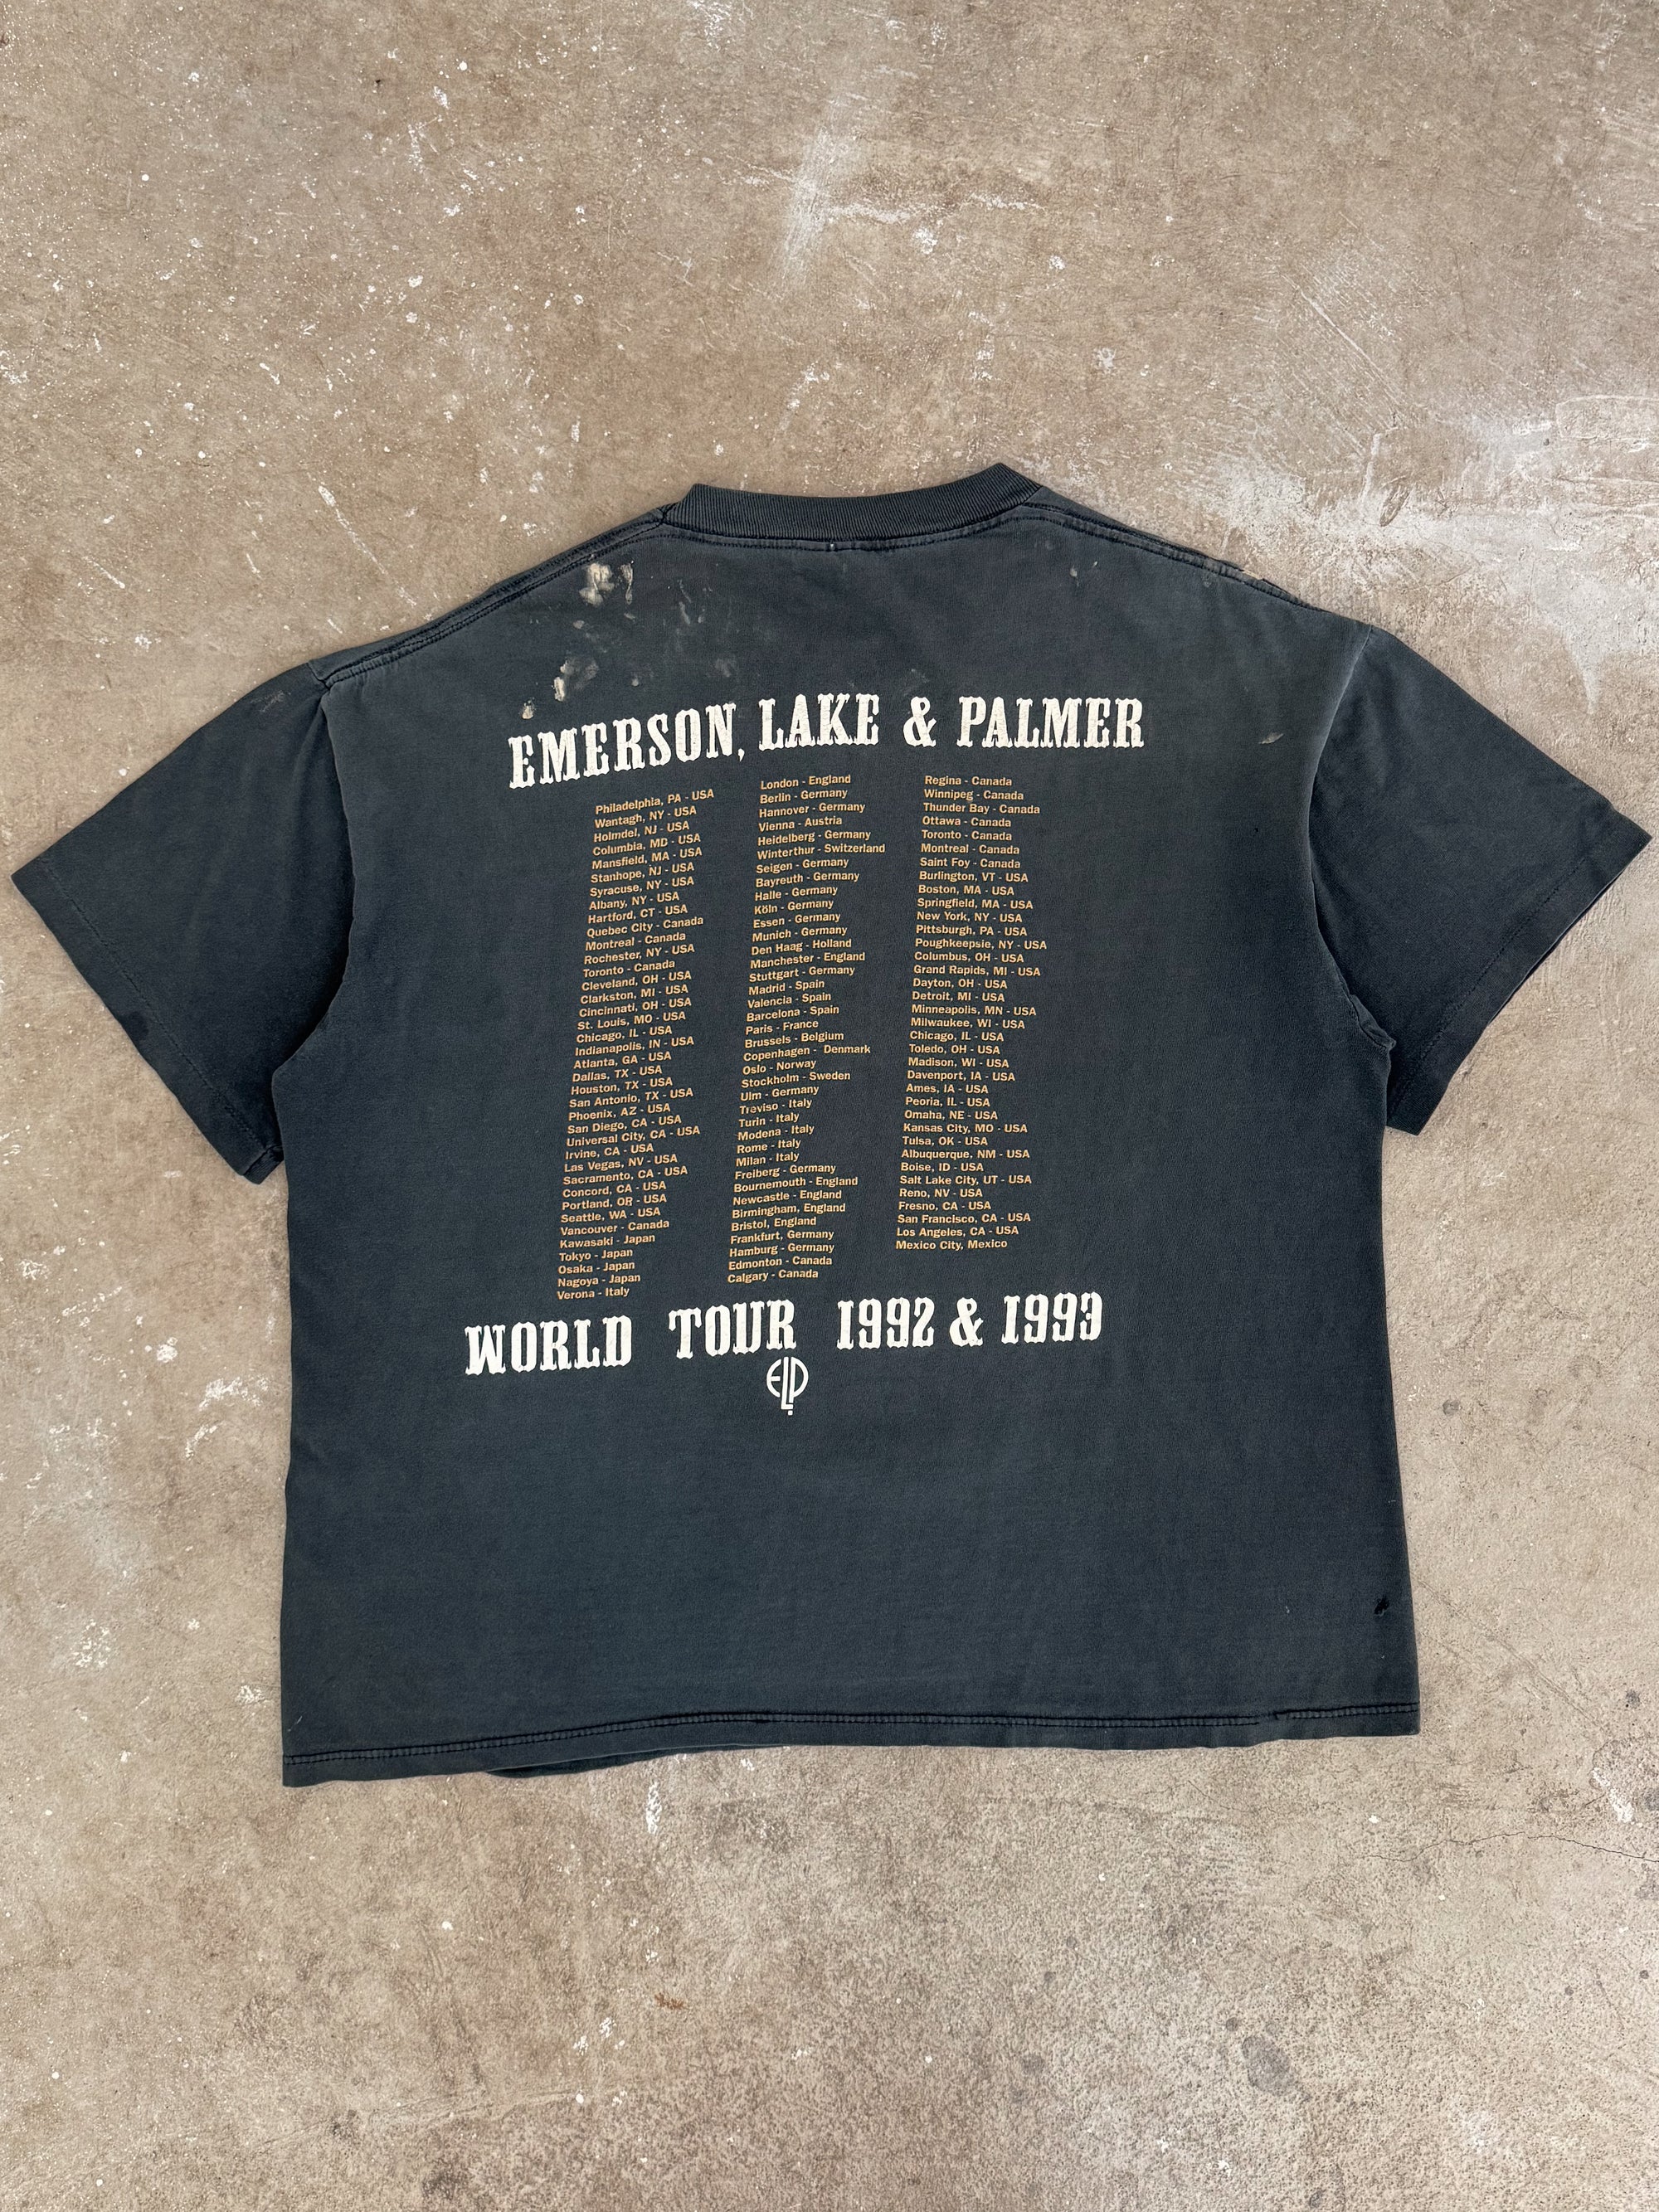 EMERSON, LAKE & PALMER
Philadelphia, PA - USA
Wantagh, NY - USA
Holmdel, NJ - USA
Columbia, MD - USA
Mansfield, MA - USA
Stanhope, NJ - USA
Syracuse, NY - USA
Albany, NY - USA
Hartford, CT - USA
Quebec City - Canada
Montreal - Canada
Rochester, NY - USA
Toronto - Canada
Cleveland, OH - USA
Clarkston, MI - USA
Cincinnati, OH - USA
St. Louis, MO - USA
Chicago, IL - USA
Indianapolis, IN - USA
Atlanta, GA - USA
Dallas, TX - USA
Houston, TX - USA
San Antonio, TX - USA
Phoenix, AZ - USA
San Diego, CA - USA
Universal City, CA - USA
Irvine, CA - USA
Las Vegas, NV - USA
Sacramento, CA - USA
Concord, CA - USA
Portland, OR - USA
Seattle, WA - USA
Vancouver - Canada
Kawasaki - Japan
Tokyo - Japan
Osaka - Japan
Nagoya - Japan
Verona - Italy
London - England
Berlin - Germany
Hannover - Germany
Vienna - Austria
Heidelberg - Germany
Winterthur - Switzerland
Seigen - Germany
Bayreuth - Germany
Halle - Germany
Köln - Germany
Essen - Germany
Munich - Germany
Den Haag - Holland
Manchester - England
Stuttgart - Germany
Madrid - Spain
Valencia - Spain
Barcelona - Spain
Paris - France
Brussels - Belgium
Copenhagen - Denmark
Oslo - Norway
Stockholm - Sweden
Ulm - Germany
Treviso - Italy
Turin - Italy
Modena - Italy
Rome - Italy
Milan - Italy
Freiberg - Germany
Bournemouth - England
Newcastle - England
Birmingham, England
Bristol, England
Frankfurt, Germany
Hamburg - Germany
Edmonton - Canada
Calgary - Canada
Regina - Canada
Winnipeg - Canada
Thunder Bay - Canada
Ottawa - Canada
Toronto - Canada
Montreal - Canada
Saint Foy - Canada
Burlington, VT - USA
Boston, MA - USA
Springfield, MA - USA
New York, NY - USA
Pittsburgh, PA - USA
Poughkeepsie, NY - USA
Columbus, OH - USA
Grand Rapids, MI - USA
Dayton, OH - USA
Detroit, MI - USA
Minneapolis, MN - USA
Milwaukee, WI - USA
Chicago, IL - USA
Toledo, OH - USA
Madison, WI - USA
Davenport, IA - USA
Ames, IA - USA
Peoria, IL - USA
Omaha, NE - USA
Kansas City, MO - USA
Tulsa, OK - USA
Albuquerque, NM - USA
Boise, ID - USA
Salt Lake City, UT - USA
Reno, NV - USA
Fresno, CA - USA
San Francisco, CA - USA
Los Angeles, CA - USA
Mexico City, Mexico
WORLD TOUR 1992 & 1993
ELP